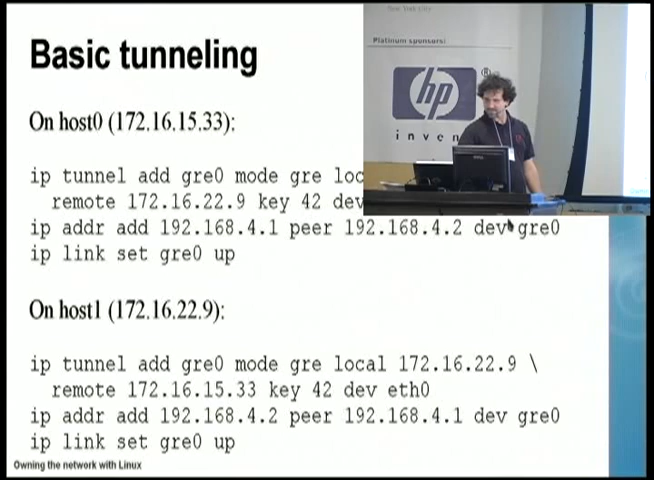 Basic tunneling
New York City
Platinum sponsors:
hp
®
i n v e n
On host0 (172.16.15.33):
ip tunnel add gre0 mode gre loc
remote 172.16.22.9 key 42 dev
ip addr add 192.168.4.1 peer 192.168.4.2 dev gre0
ip link set gre0 up
On host1 (172.16.22.9):
ip tunnel add gre0 mode gre local 172.16.22.9 \
remote 172.16.15.33 key 42 dev eth0
ip addr add 192.168.4.2 peer 192.168.4.1 dev gre0
ip link set gre0 up
Owning the network with Linux